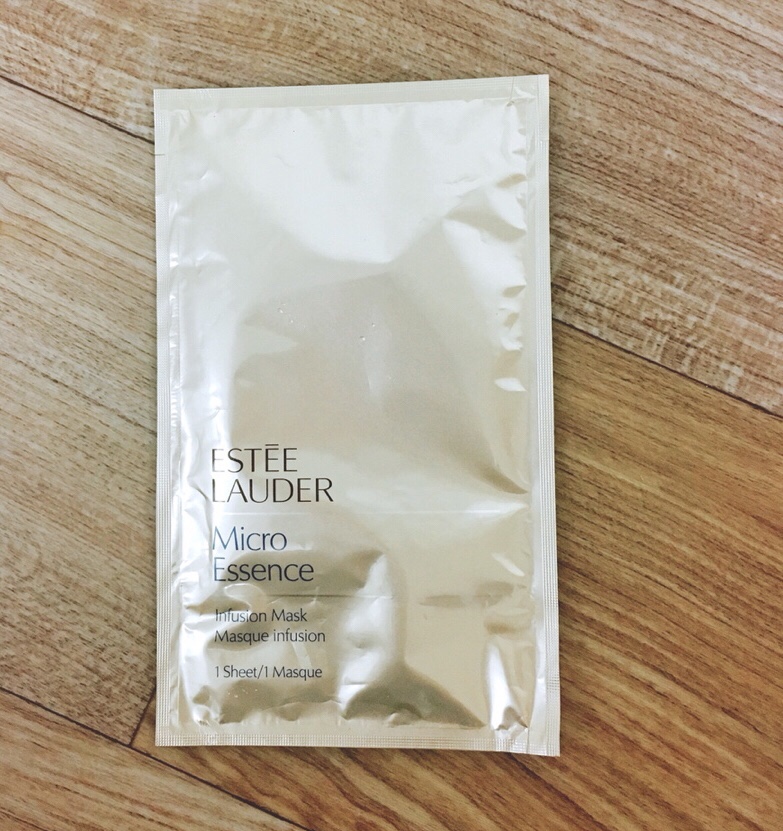 ESTĒE
LAUDER
Micro
Essence
Infusion Mask
Masque infusion
1 Sheet/1 Masque